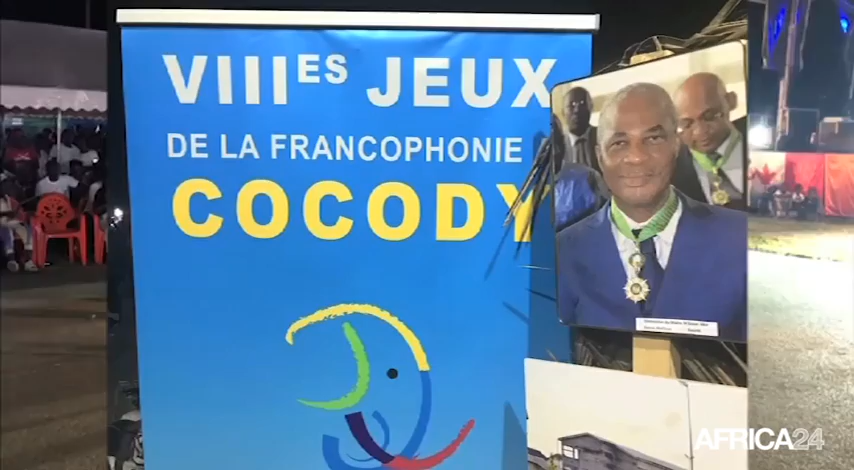 VIIIES JEUX
DE LA FRANCOPHONIE
COCODY
AFRICA24